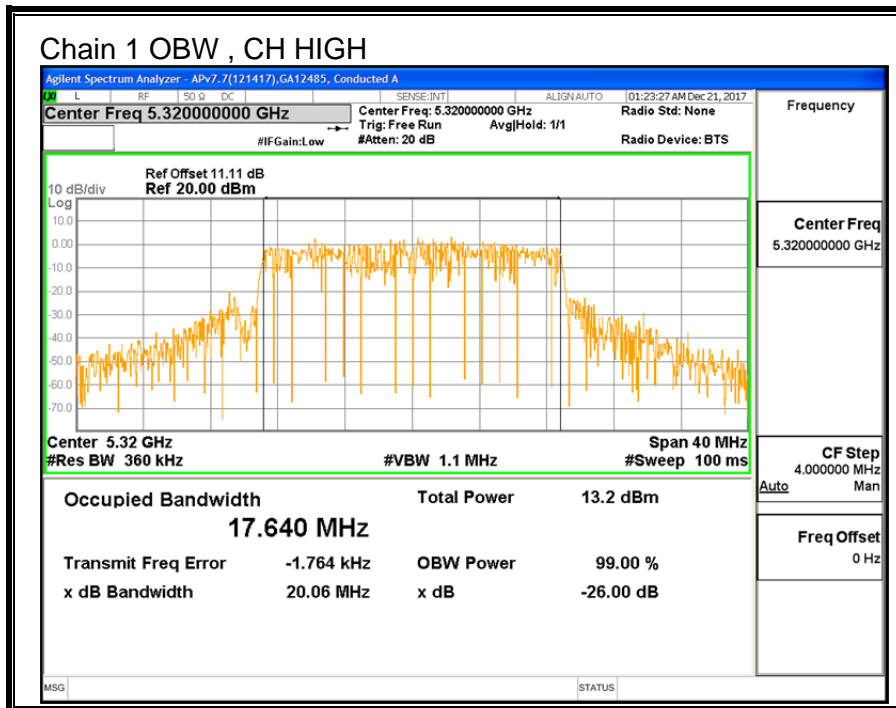 Chain 1 OBW , CH HIGH
Agilent Spectrum Analyzer - APv7.7(121417),GA12485, Conducted A
LXI L RF 50 Ω DC SENSE:INT ALIGN AUTO 01:23:27 AM Dec 21, 2017
Center Freq 5.320000000 GHz
Center Freq: 5.320000000 GHz
Radio Std: None
Trig: Free Run Avg|Hold: 1/1
#IFGain:Low
#Atten: 20 dB
Radio Device: BTS
Ref Offset 11.11 dB
10 dB/div Ref 20.00 dBm
Log
10.0
0.00
-10.0
-20.0
-30.0
-40.0
-50.0
-60.0
-70.0
Center 5.32 GHz Span 40 MHz
#Res BW 360 kHz #VBW 1.1 MHz #Sweep 100 ms
Occupied Bandwidth
17.640 MHz
Total Power 13.2 dBm
Transmit Freq Error -1.764 kHz OBW Power 99.00 %
x dB Bandwidth 20.06 MHz x dB -26.00 dB
Frequency
Center Freq
5.320000000 GHz
CF Step
4.000000 MHz
Auto Man
Freq Offset
0 Hz
MSG STATUS